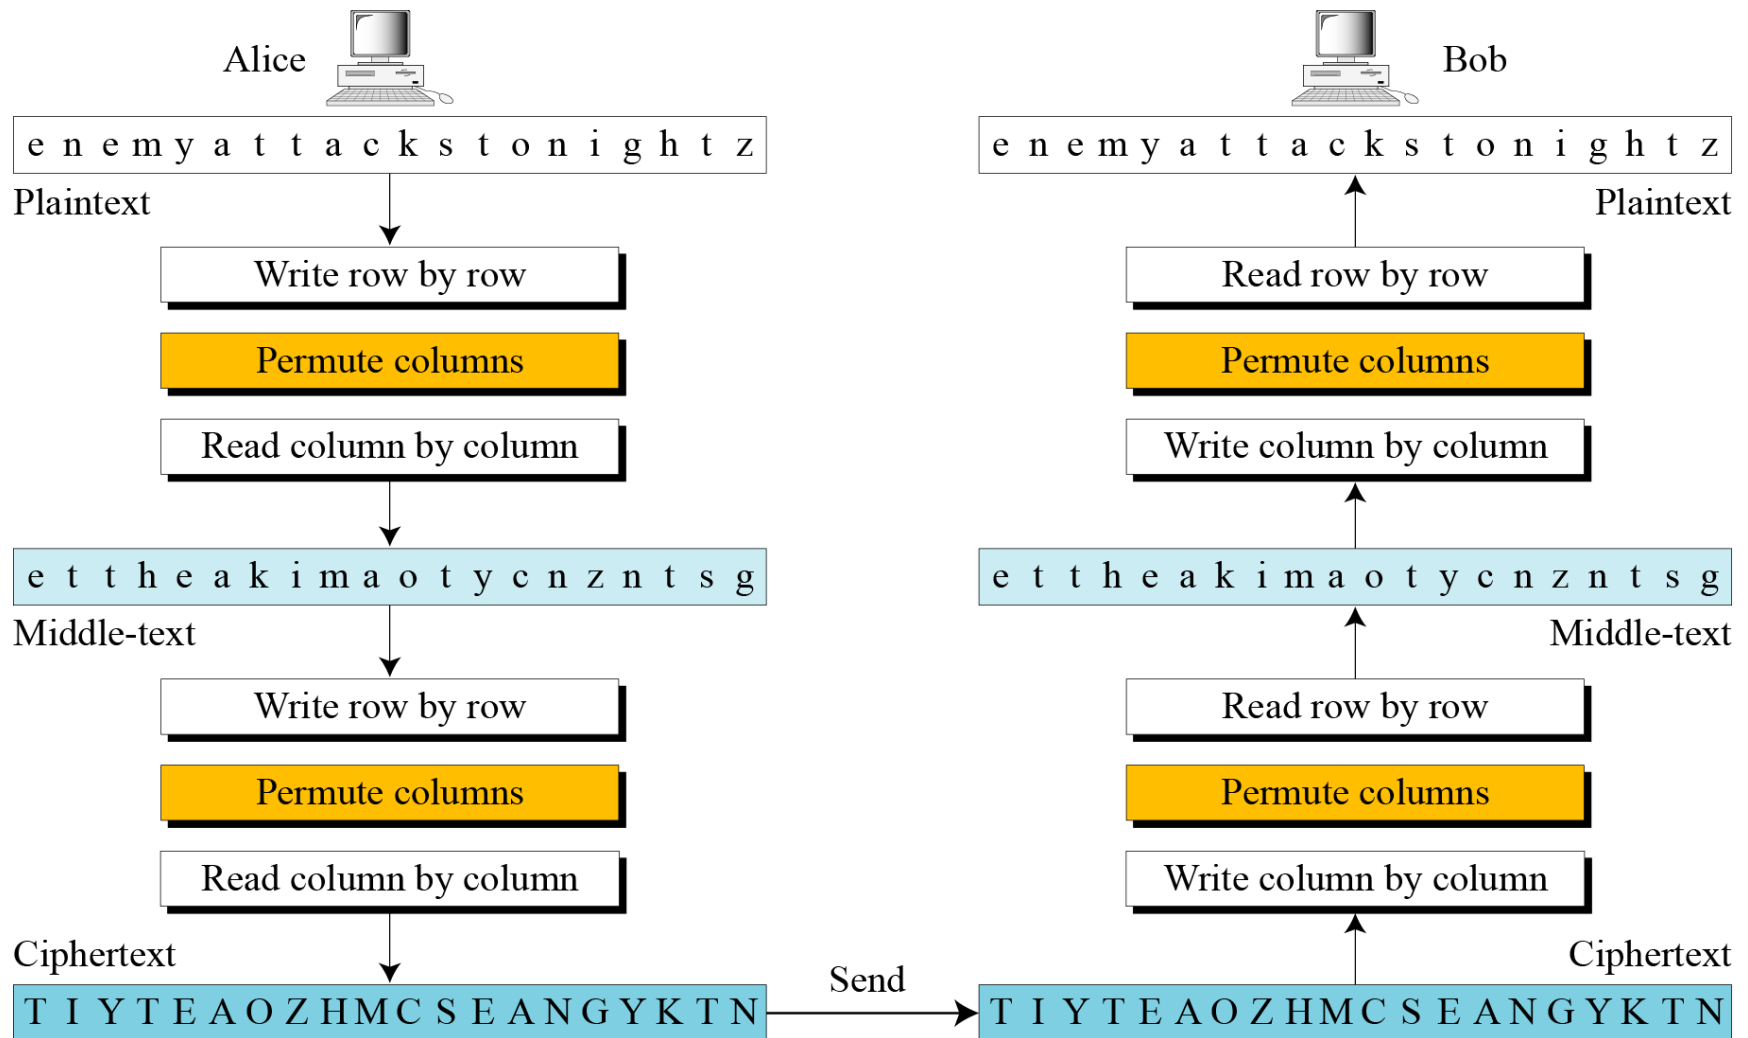 Alice
Bob
e n e m y a t t a c k s t o n i g h t z
e n e m y a t t a c k s t o n i g h t z
Plaintext
Plaintext
Write row by row
Read row by row
Permute columns
Permute columns
Read column by column
Write column by column
e t t h e a k i m a o t y c n z n t s g
e t t h e a k i m a o t y c n z n t s g
Middle-text
Middle-text
Write row by row
Read row by row
Permute columns
Permute columns
Read column by column
Write column by column
Ciphertext
Send
Ciphertext
T I Y T E A O Z H M C S E A N G Y K T N
T I Y T E A O Z H M C S E A N G Y K T N